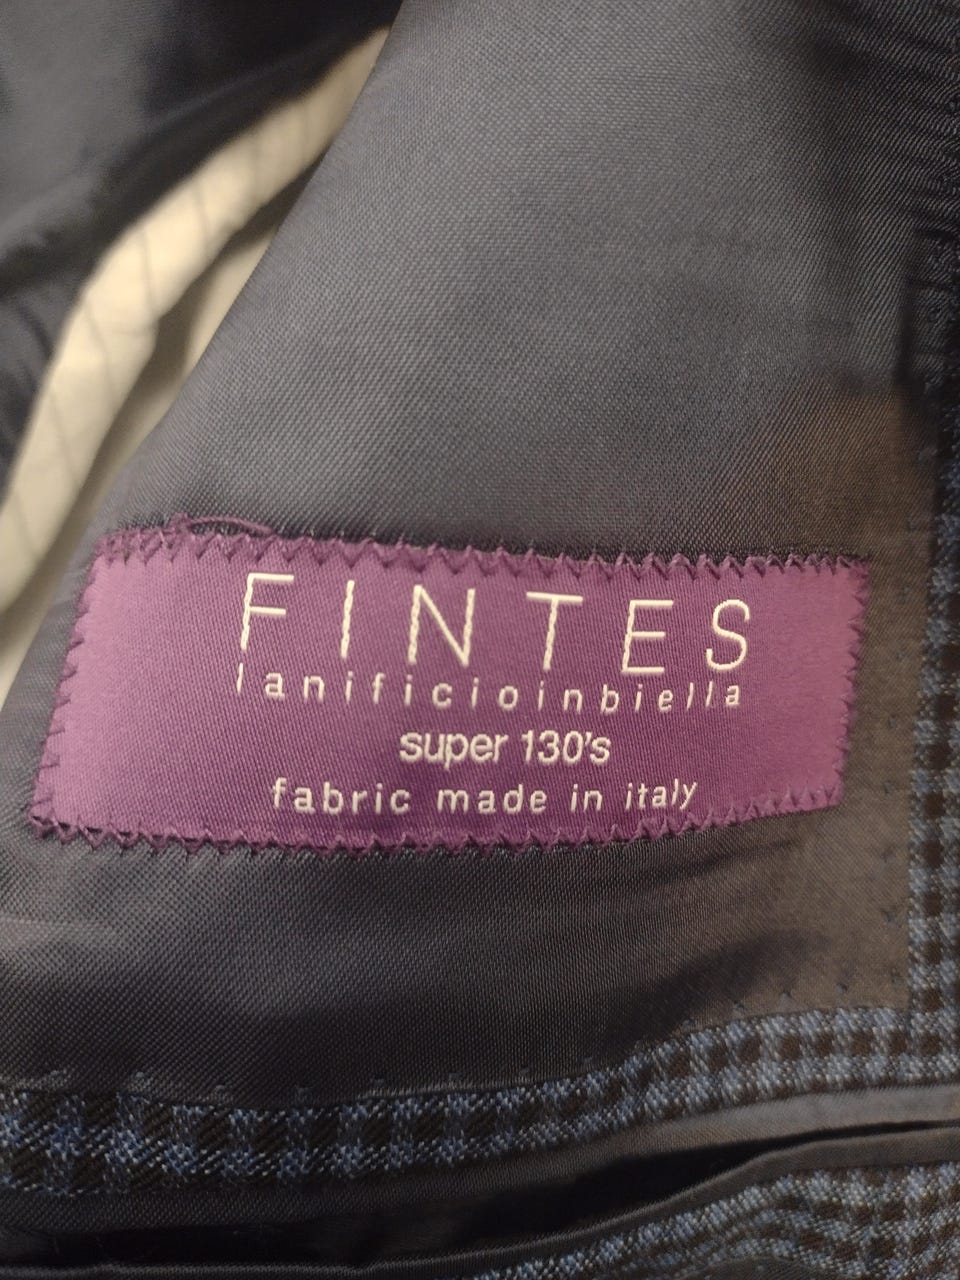 FINTES
lanificioinbiella
super 130's
fabric made in italy